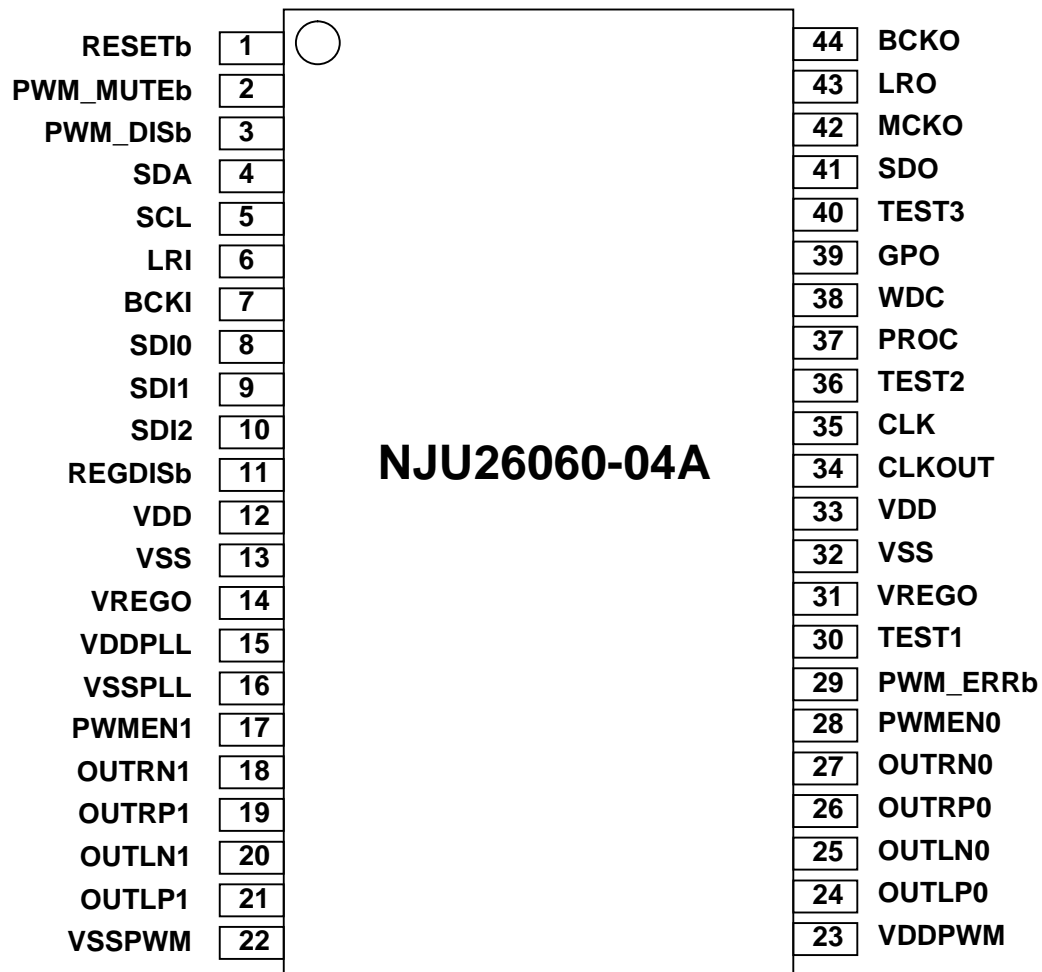 RESETb 1 44 BCKO
PWM_MUTEb 2 43 LRO
PWM_DISb 3 42 MCKO
SDA 4 41 SDO
SCL 5 40 TEST3
LRI 6 39 GPO
BCKI 7 38 WDC
SDI0 8 37 PROC
SDI1 9 36 TEST2
SDI2 10 35 CLK
NJU26060-04A
REGDISb 11 34 CLKOUT
VDD 12 33 VDD
VSS 13 32 VSS
VREGO 14 31 VREGO
VDDPLL 15 30 TEST1
VSSPLL 16 29 PWM_ERRb
PWMEN1 17 28 PWMEN0
OUTRN1 18 27 OUTRN0
OUTRP1 19 26 OUTRP0
OUTLN1 20 25 OUTLN0
OUTLP1 21 24 OUTLP0
VSSPWM 22 23 VDDPWM